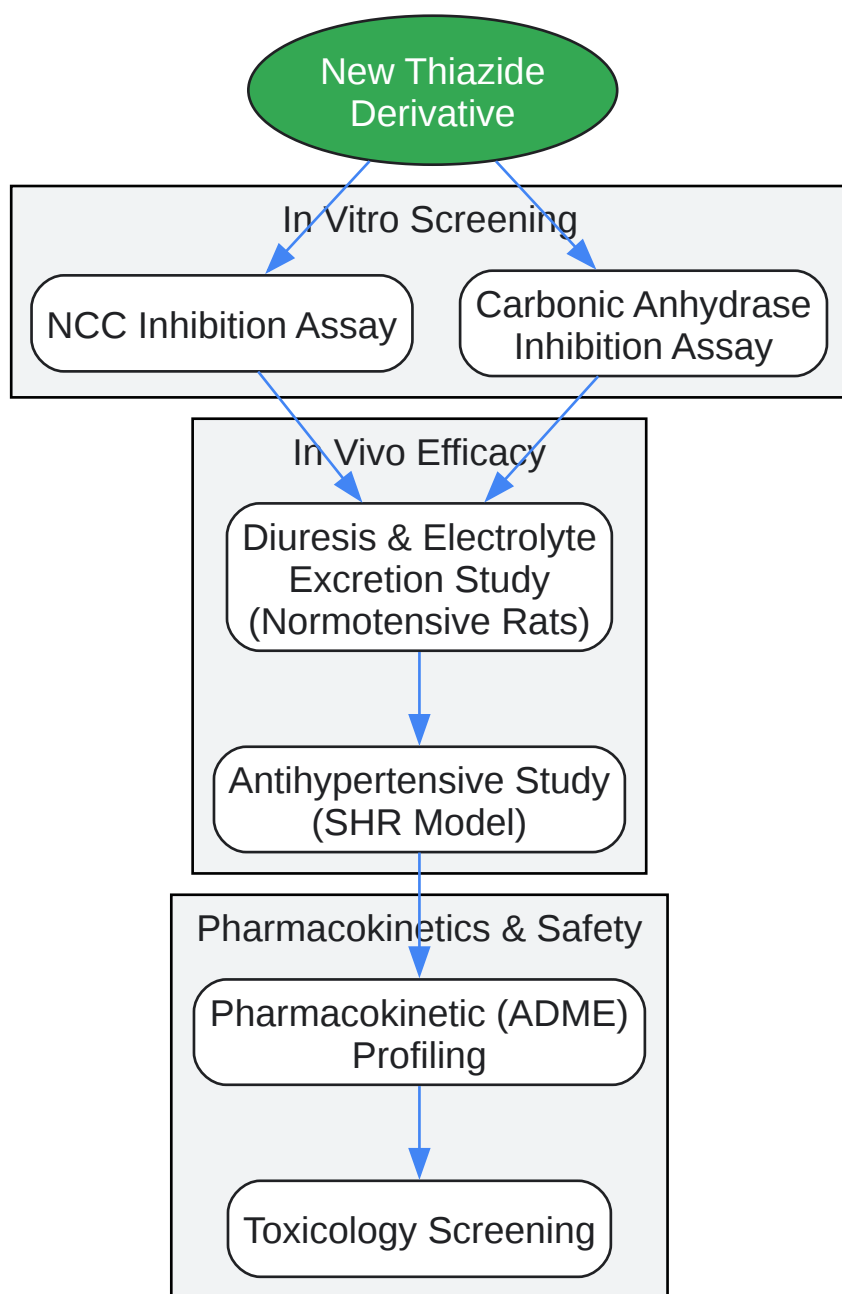 New Thiazide
Derivative
In Vitro Screening
NCC Inhibition Assay
Carbonic Anhydrase
Inhibition Assay
In Vivo Efficacy
Diuresis & Electrolyte
Excretion Study
(Normotensive Rats)
Antihypertensive Study
(SHR Model)
Pharmacokinetics & Safety
Pharmacokinetic (ADME)
Profiling
Toxicology Screening